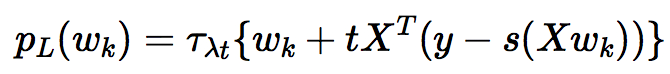 p_L(w_k) = τ_{λt}{w_k + tX^T(y − s(Xw_k))}